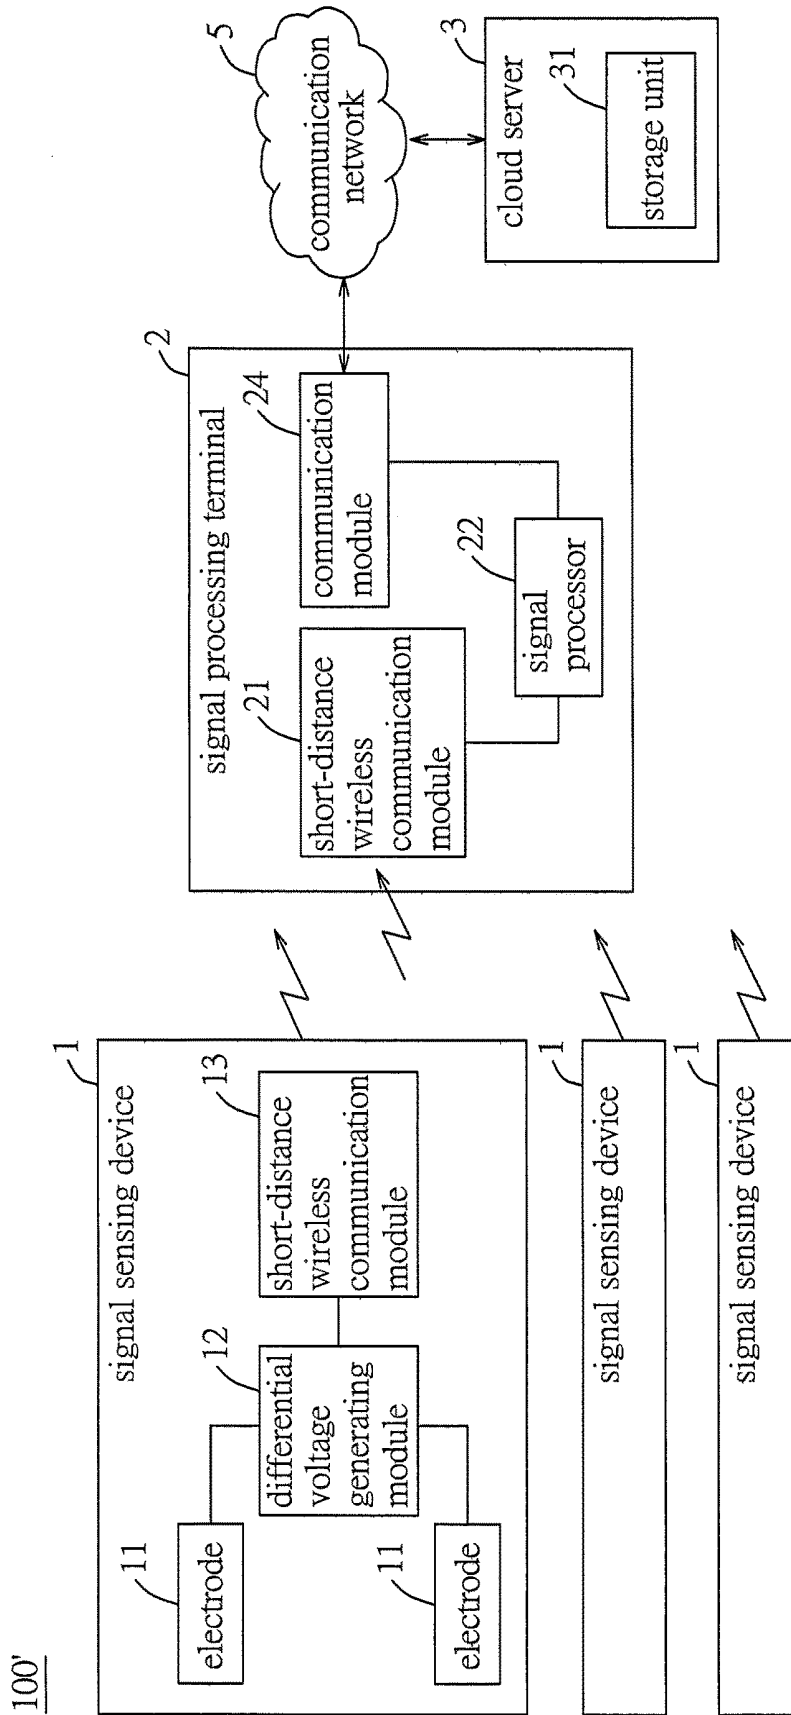 100'
1
signal sensing device
11
electrode
11
electrode
12
differential
voltage
generating
module
13
short-distance
wireless
communication
module
1
signal sensing device
1
signal sensing device
2
signal processing terminal
21
short-distance
wireless
communication
module
24
communication
module
22
signal
processor
5
communication
network
3
cloud server
31
storage unit